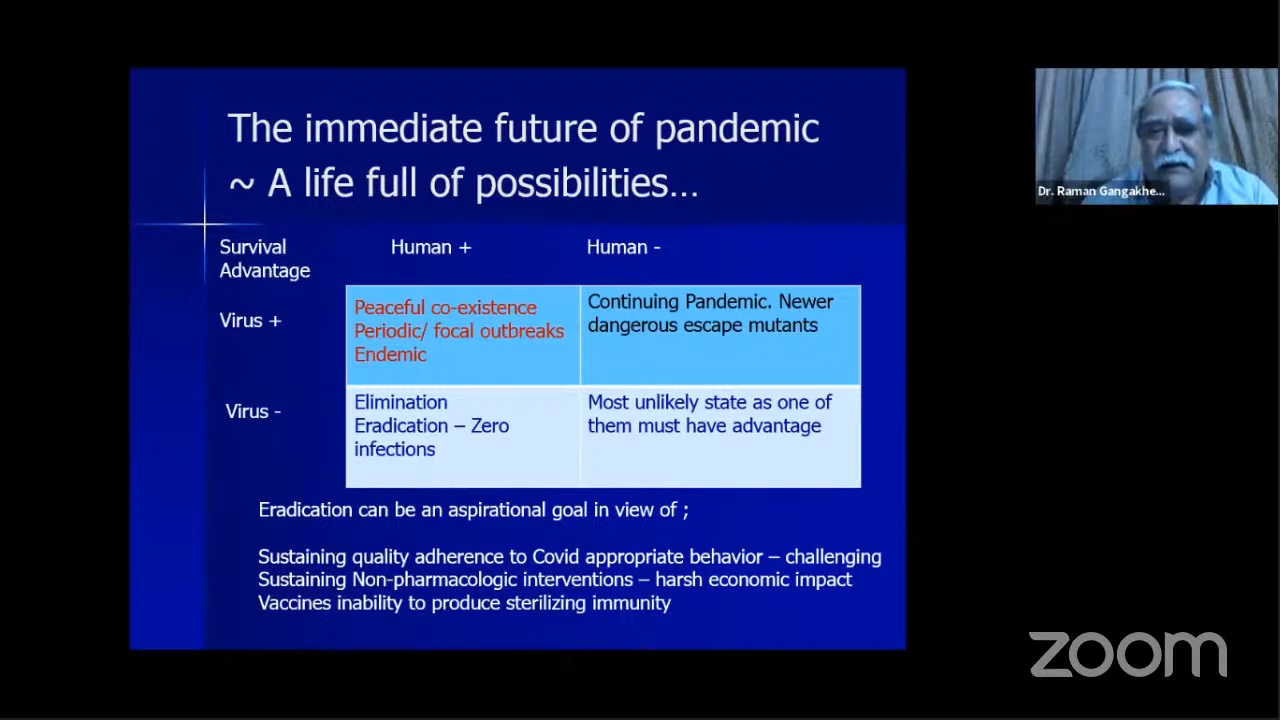 The immediate future of pandemic
~ A life full of possibilities...
Survival
Advantage
Human +
Human -
Virus +
Peaceful co-existence
Periodic/ focal outbreaks
Endemic
Continuing Pandemic. Newer
dangerous escape mutants
Virus -
Elimination
Eradication – Zero
infections
Most unlikely state as one of
them must have advantage
Eradication can be an aspirational goal in view of ;
Sustaining quality adherence to Covid appropriate behavior – challenging
Sustaining Non-pharmacologic interventions – harsh economic impact
Vaccines inability to produce sterilizing immunity
Dr. Raman Gangakhe...
zoom